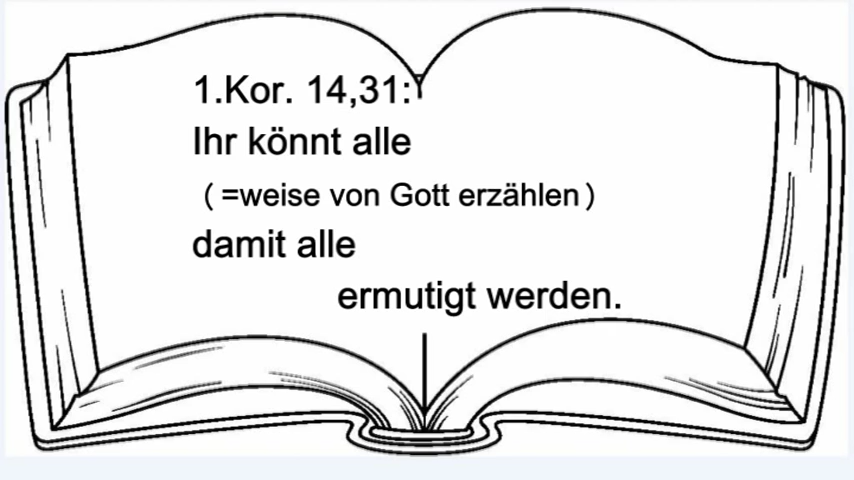 1.Kor. 14,31:
Ihr könnt alle
(=weise von Gott erzählen)
damit alle
ermutigt werden.